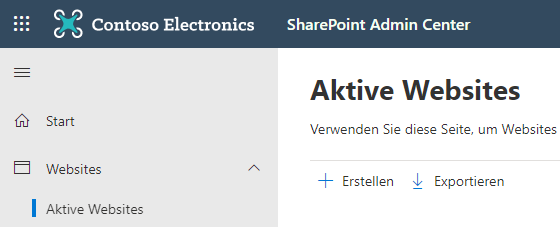 Contoso Electronics SharePoint Admin Center
Start
Websites
Aktive Websites
Aktive Websites
Verwenden Sie diese Seite, um Websites
Erstellen Exportieren